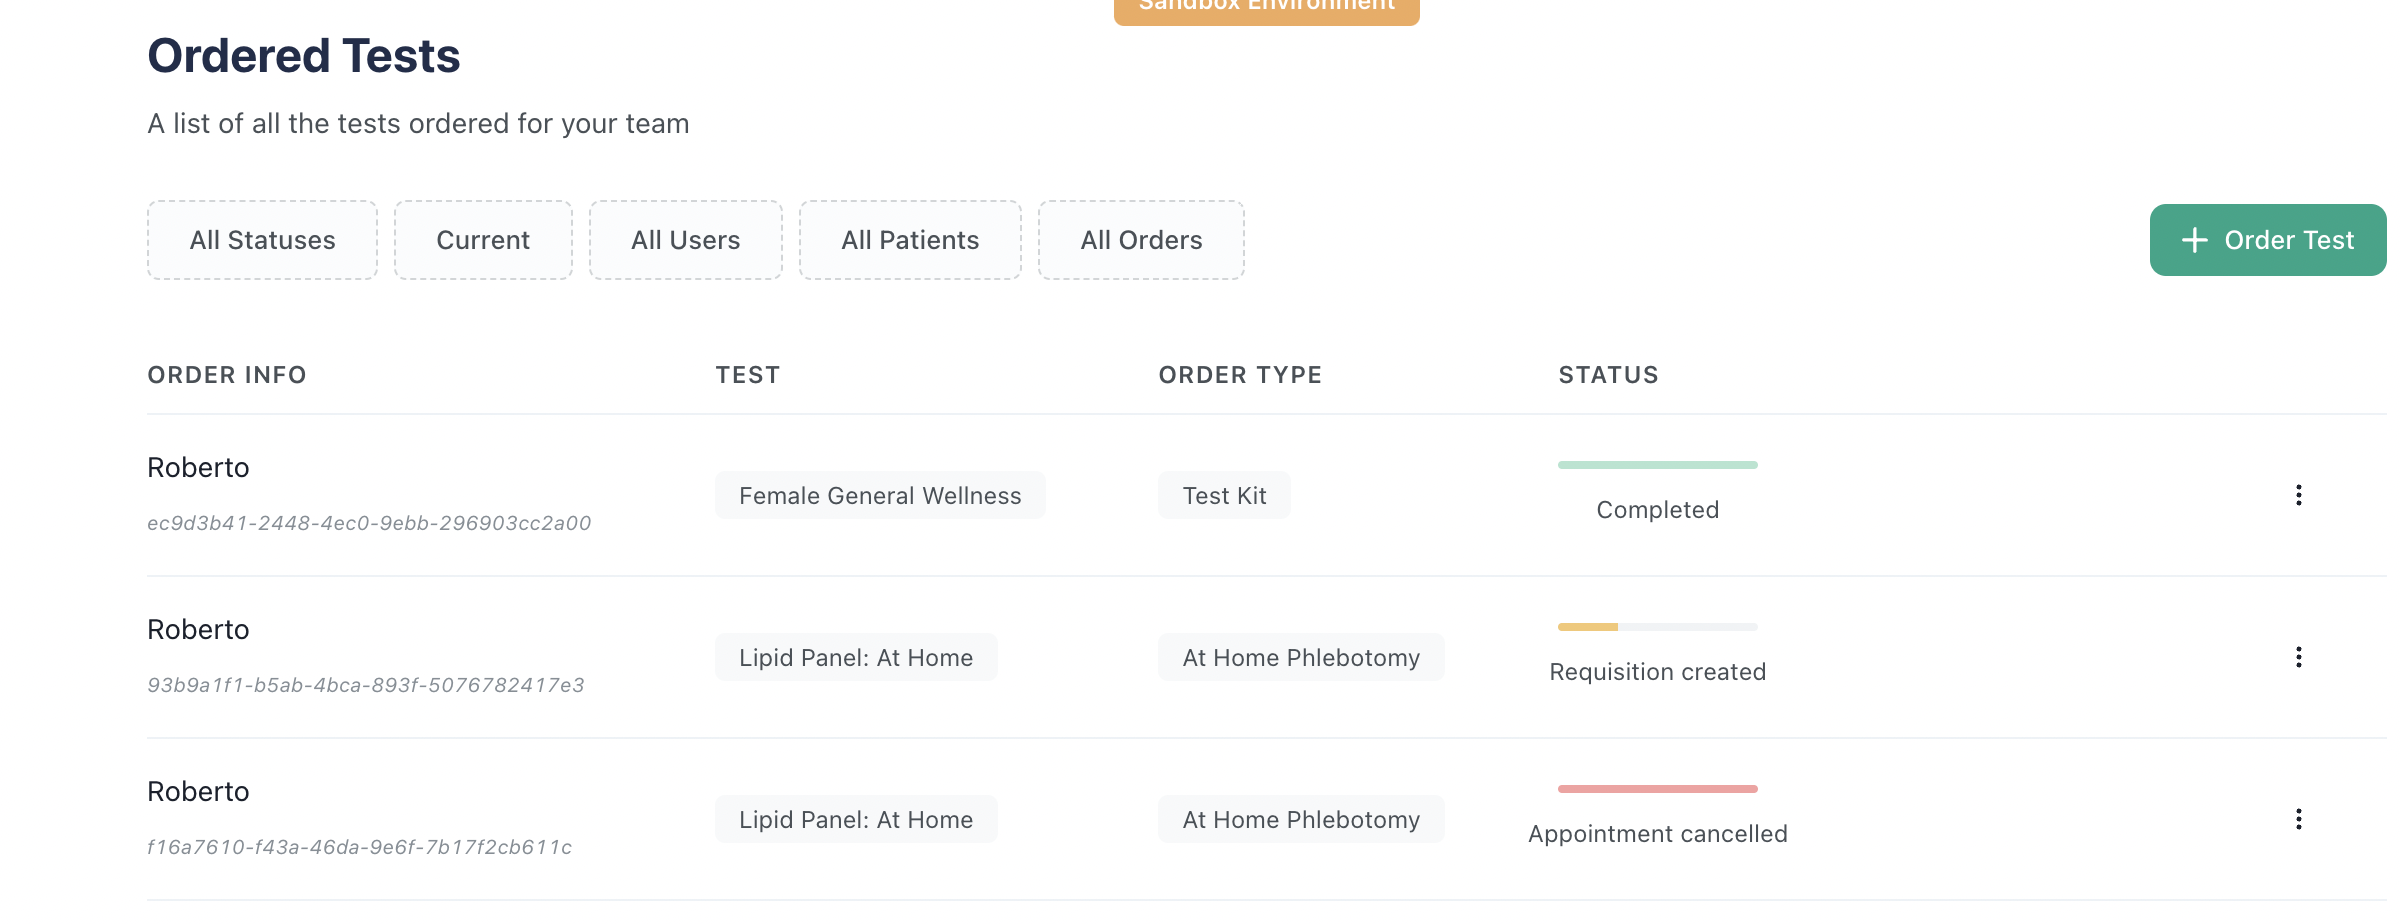 Sandbox Environment
Ordered Tests
A list of all the tests ordered for your team
All Statuses
Current
All Users
All Patients
All Orders
Order Test
ORDER INFO
TEST
ORDER TYPE
STATUS
Roberto
ec9d3b41-2448-4ec0-9ebb-296903cc2a00
Female General Wellness
Test Kit
Completed
Roberto
93b9a1f1-b5ab-4bca-893f-5076782417e3
Lipid Panel: At Home
At Home Phlebotomy
Requisition created
Roberto
f16a7610-f43a-46da-9e6f-7b17f2cb611c
Lipid Panel: At Home
At Home Phlebotomy
Appointment cancelled